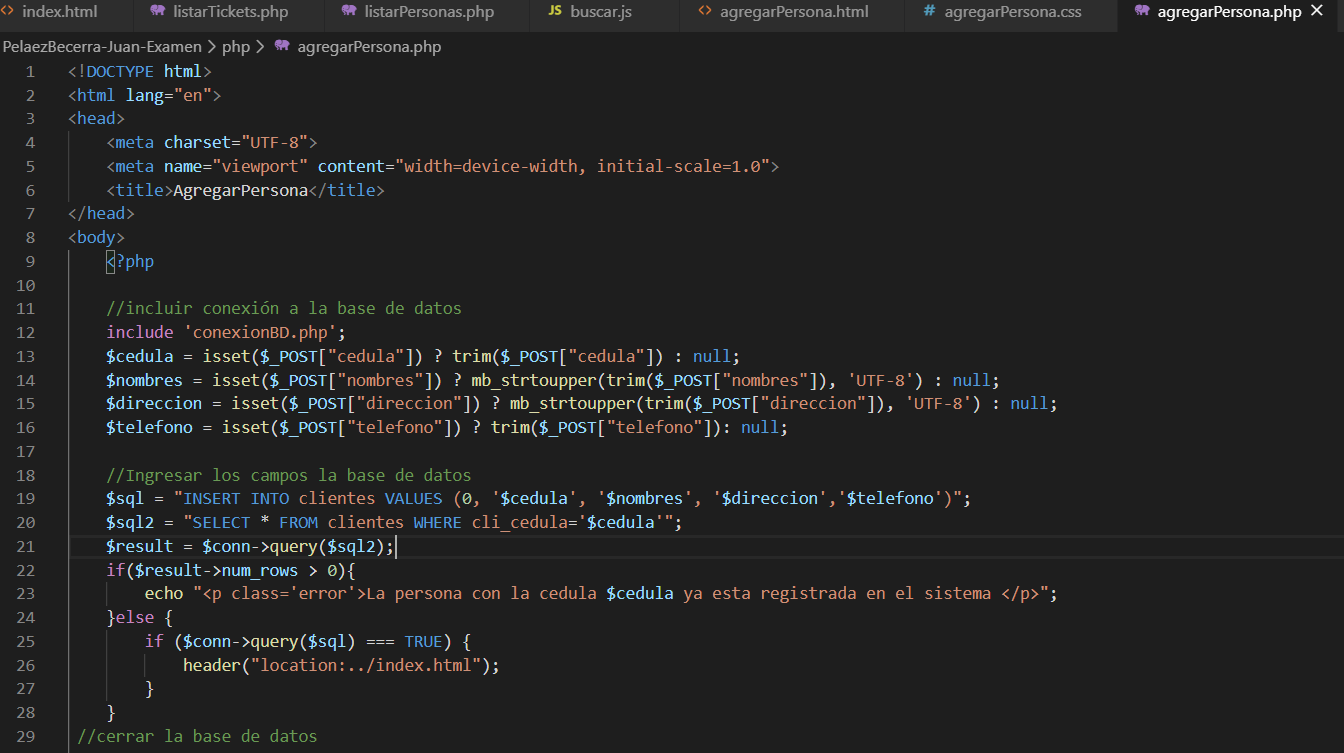 index.html listarTickets.php listarPersonas.php JS buscar.js agregarPersona.html # agregarPersona.css agregarPersona.php
PelaezBecerra-Juan-Examen > php > agregarPersona.php
1 <!DOCTYPE html>
2 <html lang="en">
3 <head>
4 <meta charset="UTF-8">
5 <meta name="viewport" content="width=device-width, initial-scale=1.0">
6 <title>AgregarPersona</title>
7 </head>
8 <body>
9 <?php
10
11 //incluir conexión a la base de datos
12 include 'conexionBD.php';
13 $cedula = isset($_POST["cedula"]) ? trim($_POST["cedula"]) : null;
14 $nombres = isset($_POST["nombres"]) ? mb_strtoupper(trim($_POST["nombres"]), 'UTF-8') : null;
15 $direccion = isset($_POST["direccion"]) ? mb_strtoupper(trim($_POST["direccion"]), 'UTF-8') : null;
16 $telefono = isset($_POST["telefono"]) ? trim($_POST["telefono"]): null;
17
18 //Ingresar los campos la base de datos
19 $sql = "INSERT INTO clientes VALUES (0, '$cedula', '$nombres', '$direccion','$telefono')";
20 $sql2 = "SELECT * FROM clientes WHERE cli_cedula='$cedula'";
21 $result = $conn->query($sql2);
22 if($result->num_rows > 0){
23 echo "<p class='error'>La persona con la cedula $cedula ya esta registrada en el sistema </p>";
24 }else {
25 if ($conn->query($sql) === TRUE) {
26 header("location:../index.html");
27 }
28 }
29 //cerrar la base de datos